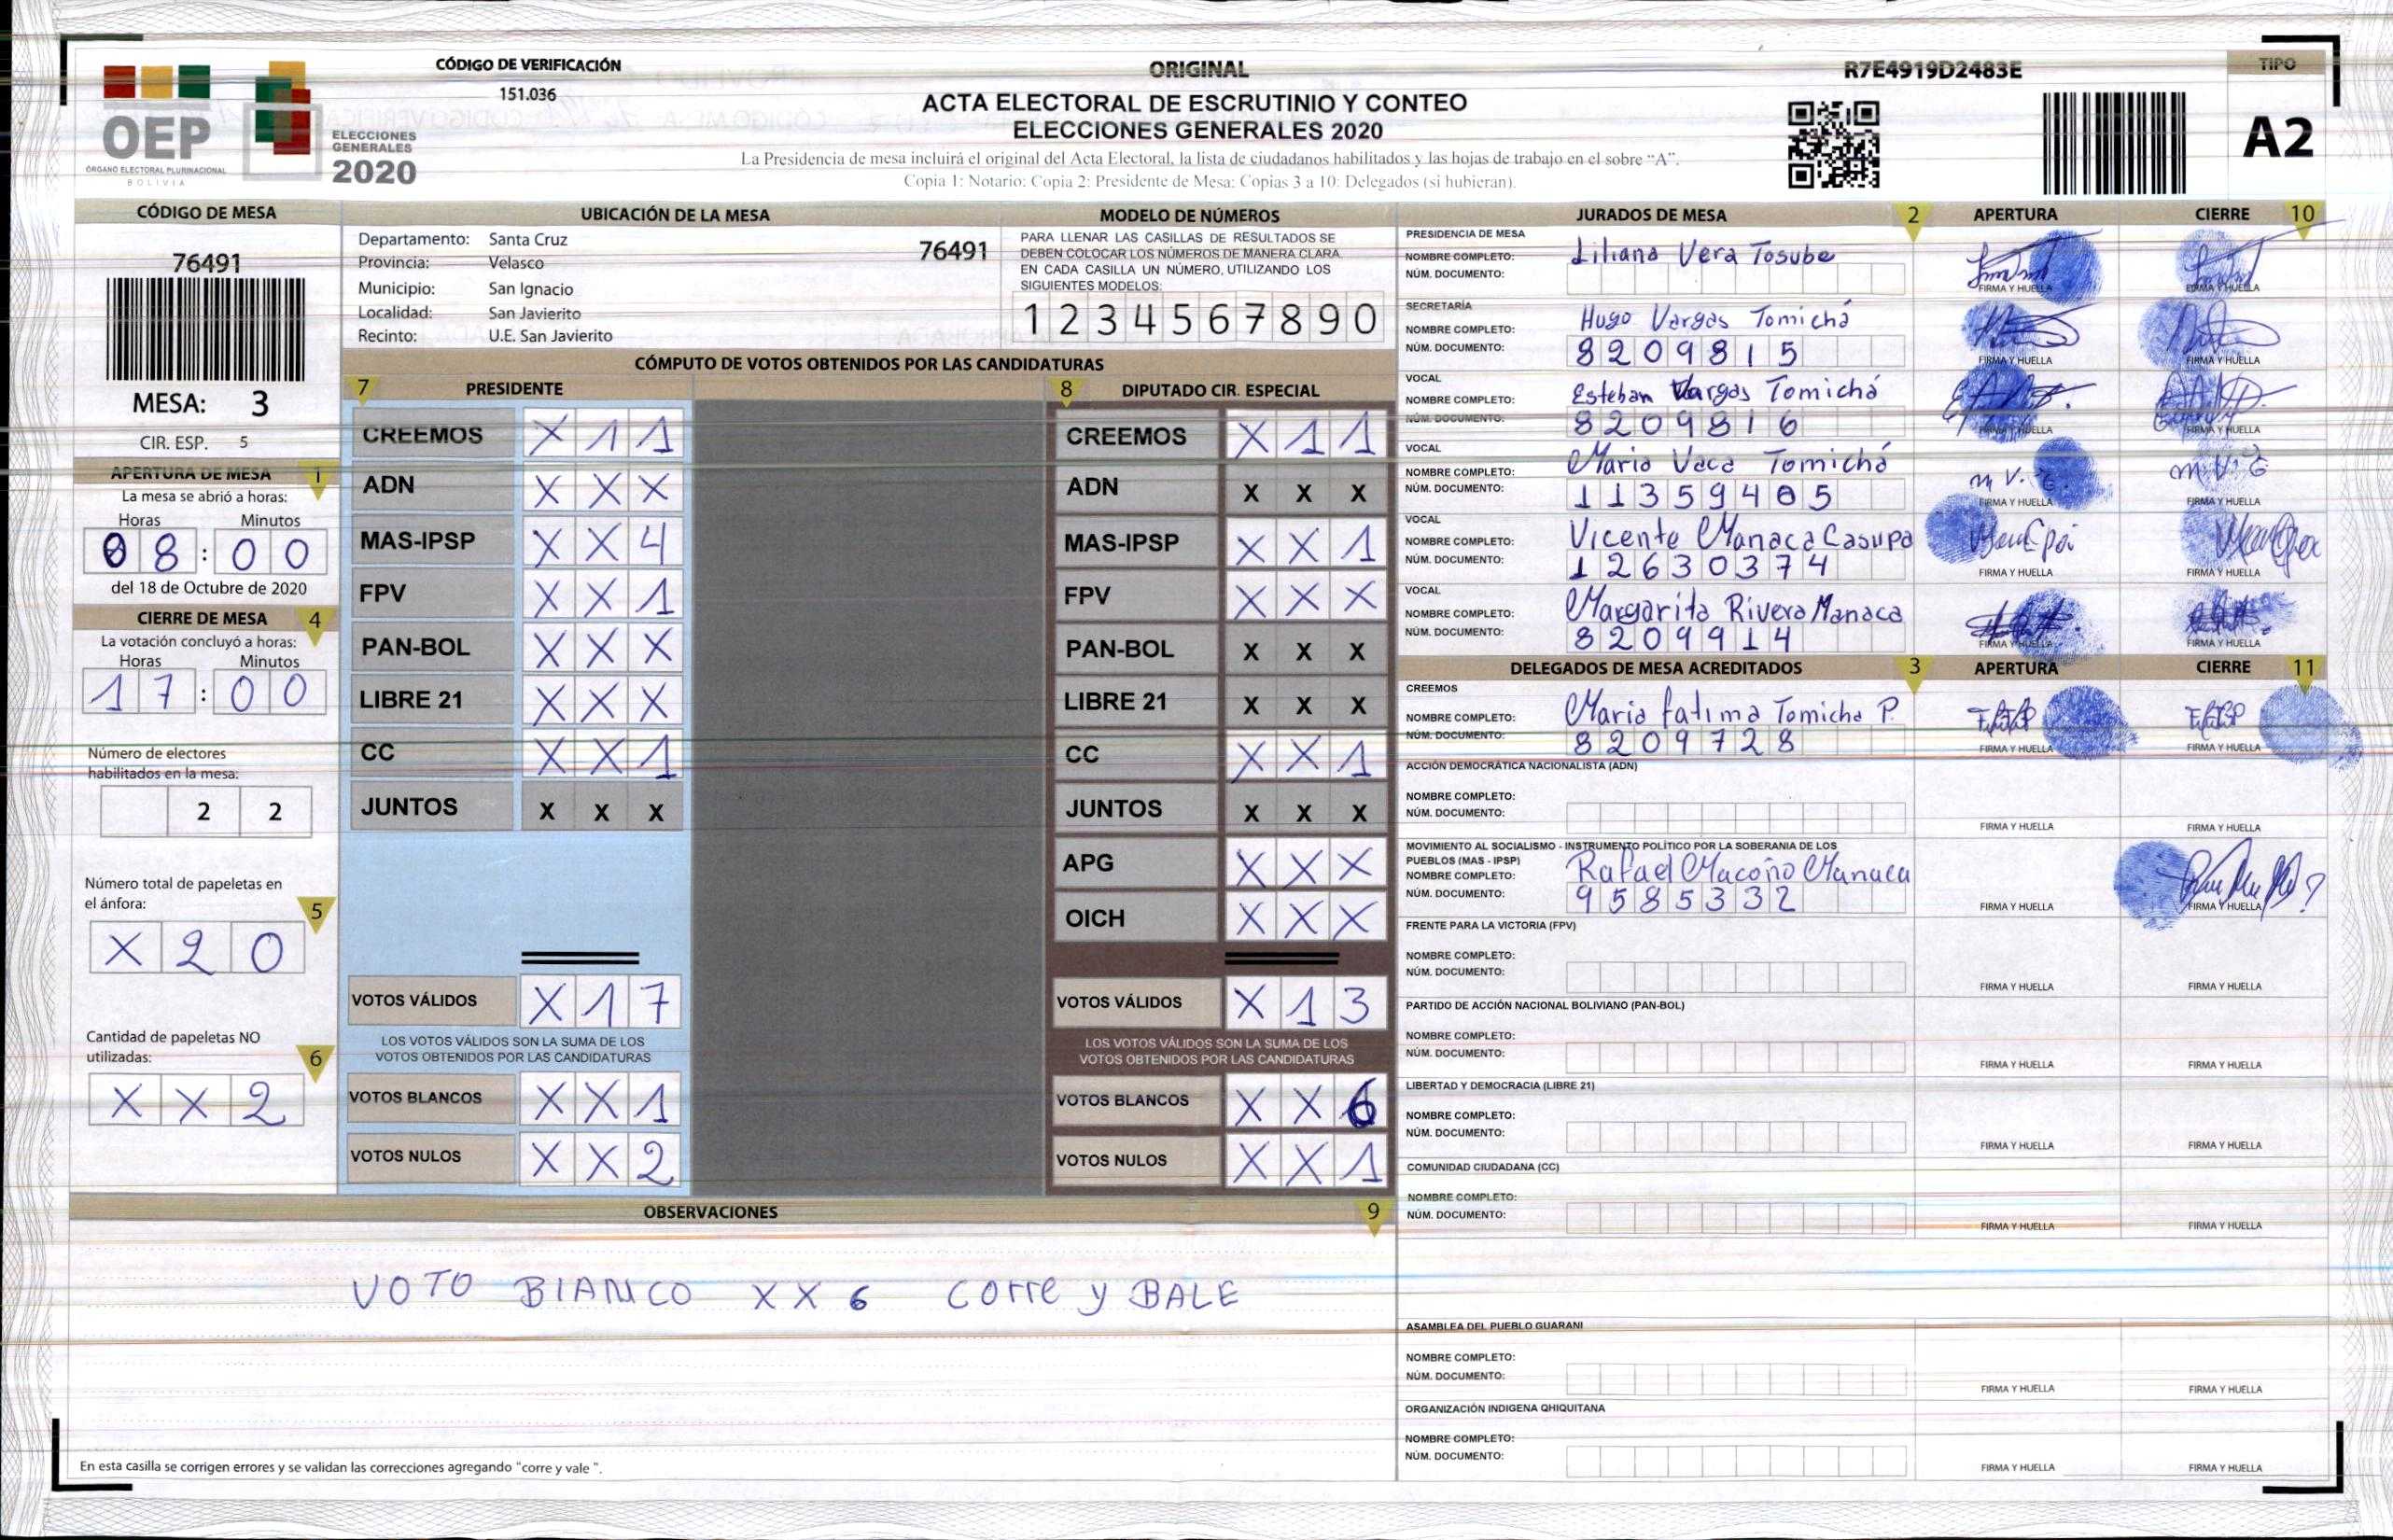 CÓDIGO DE VERIFICACIÓN
151.036
ORIGINAL
ACTA ELECTORAL DE ESCRUTINIO Y CONTEO
ELECCIONES GENERALES 2020
La Presidencia de mesa incluirá el original del Acta Electoral, la lista de ciudadanos habilitados y las hojas de trabajo en el sobre "A".
Copia 1: Notario: Copia 2: Presidente de Mesa: Copias 3 a 10: Delegados (si hubieran).
R7E4919D2483E
TIPO
A2
OEP
ÓRGANO ELECTORAL PLURINACIONAL
BOLIVIA
ELECCIONES
GENERALES
2020
CÓDIGO DE MESA
76491
MESA: 3
CIR. ESP. 5
APERTURA DE MESA 1
La mesa se abrió a horas:
Horas Minutos
08:00
del 18 de Octubre de 2020
CIERRE DE MESA 4
La votación concluyó a horas:
Horas Minutos
17:00
Número de electores
habilitados en la mesa:
2 2
Número total de papeletas en
el ánfora: 5
X 2 0
Cantidad de papeletas NO
utilizadas: 6
X X 2
UBICACIÓN DE LA MESA
Departamento: Santa Cruz 76491
Provincia: Velasco
Municipio: San Ignacio
Localidad: San Javierito
Recinto: U.E. San Javierito
MODELO DE NÚMEROS
PARA LLENAR LAS CASILLAS DE RESULTADOS SE
DEBEN COLOCAR LOS NÚMEROS DE MANERA CLARA
EN CADA CASILLA UN NÚMERO, UTILIZANDO LOS
SIGUIENTES MODELOS:
1 2 3 4 5 6 7 8 9 0
CÓMPUTO DE VOTOS OBTENIDOS POR LAS CANDIDATURAS
7 PRESIDENTE
CREEMOS X 1 1
ADN X X X
MAS-IPSP X X 4
FPV X X 1
PAN-BOL X X X
LIBRE 21 X X X
CC X X 1
JUNTOS X X X
VOTOS VÁLIDOS X 1 7
LOS VOTOS VÁLIDOS SON LA SUMA DE LOS
VOTOS OBTENIDOS POR LAS CANDIDATURAS
VOTOS BLANCOS X X 1
VOTOS NULOS X X 2
8 DIPUTADO CIR. ESPECIAL
CREEMOS X 1 1
ADN X X X
MAS-IPSP X X 1
FPV X X X
PAN-BOL X X X
LIBRE 21 X X X
CC X X 1
JUNTOS X X X
APG X X X
OICH X X X
VOTOS VÁLIDOS X 1 3
LOS VOTOS VÁLIDOS SON LA SUMA DE LOS
VOTOS OBTENIDOS POR LAS CANDIDATURAS
VOTOS BLANCOS X X 6
VOTOS NULOS X X 1
OBSERVACIONES 9
VOTO BIANCO XX6 corre y BALE
En esta casilla se corrigen errores y se validan las correcciones agregando "corre y vale ".
JURADOS DE MESA 2 APERTURA CIERRE 10
PRESIDENCIA DE MESA
NOMBRE COMPLETO: Liliana Vera Tosube
NÚM. DOCUMENTO:
FIRMA Y HUELLA FIRMA Y HUELLA
SECRETARÍA
NOMBRE COMPLETO: Hugo Vargas Tomichá
NÚM. DOCUMENTO: 8209815
FIRMA Y HUELLA FIRMA Y HUELLA
VOCAL
NOMBRE COMPLETO: Esteban Vargas Tomichá
NÚM. DOCUMENTO: 8209816
FIRMA Y HUELLA FIRMA Y HUELLA
VOCAL
NOMBRE COMPLETO: Maria Vaca Tomichá
NÚM. DOCUMENTO: 11359405
FIRMA Y HUELLA FIRMA Y HUELLA
VOCAL
NOMBRE COMPLETO: Vicente Manaca Casupa
NÚM. DOCUMENTO: 12630374
FIRMA Y HUELLA FIRMA Y HUELLA
VOCAL
NOMBRE COMPLETO: Margarita Rivero Manaca
NÚM. DOCUMENTO: 8209914
FIRMA Y HUELLA FIRMA Y HUELLA
DELEGADOS DE MESA ACREDITADOS 3 APERTURA CIERRE 11
CREEMOS
NOMBRE COMPLETO: Maria fatima Tomicha P.
NÚM. DOCUMENTO: 8209728
FIRMA Y HUELLA FIRMA Y HUELLA
ACCIÓN DEMOCRÁTICA NACIONALISTA (ADN)
NOMBRE COMPLETO:
NÚM. DOCUMENTO:
FIRMA Y HUELLA FIRMA Y HUELLA
MOVIMIENTO AL SOCIALISMO - INSTRUMENTO POLÍTICO POR LA SOBERANIA DE LOS
PUEBLOS (MAS - IPSP)
NOMBRE COMPLETO: Rafael Macoño Manaca
NÚM. DOCUMENTO: 9585332
FIRMA Y HUELLA FIRMA Y HUELLA
FRENTE PARA LA VICTORIA (FPV)
NOMBRE COMPLETO:
NÚM. DOCUMENTO:
FIRMA Y HUELLA FIRMA Y HUELLA
PARTIDO DE ACCIÓN NACIONAL BOLIVIANO (PAN-BOL)
NOMBRE COMPLETO:
NÚM. DOCUMENTO:
FIRMA Y HUELLA FIRMA Y HUELLA
LIBERTAD Y DEMOCRACIA (LIBRE 21)
NOMBRE COMPLETO:
NÚM. DOCUMENTO:
FIRMA Y HUELLA FIRMA Y HUELLA
COMUNIDAD CIUDADANA (CC)
NOMBRE COMPLETO:
NÚM. DOCUMENTO:
FIRMA Y HUELLA FIRMA Y HUELLA
ASAMBLEA DEL PUEBLO GUARANI
NOMBRE COMPLETO:
NÚM. DOCUMENTO:
FIRMA Y HUELLA FIRMA Y HUELLA
ORGANIZACIÓN INDIGENA QHIQUITANA
NOMBRE COMPLETO:
NÚM. DOCUMENTO:
FIRMA Y HUELLA FIRMA Y HUELLA